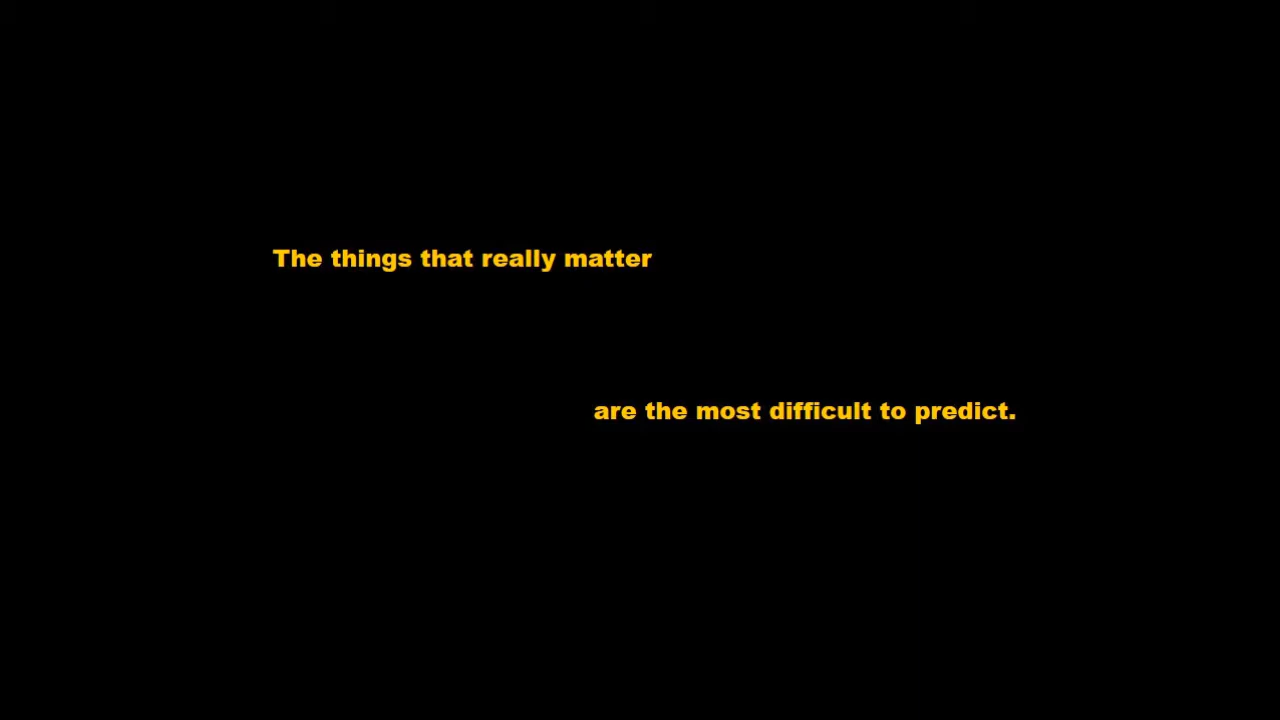 The things that really matter
are the most difficult to predict.